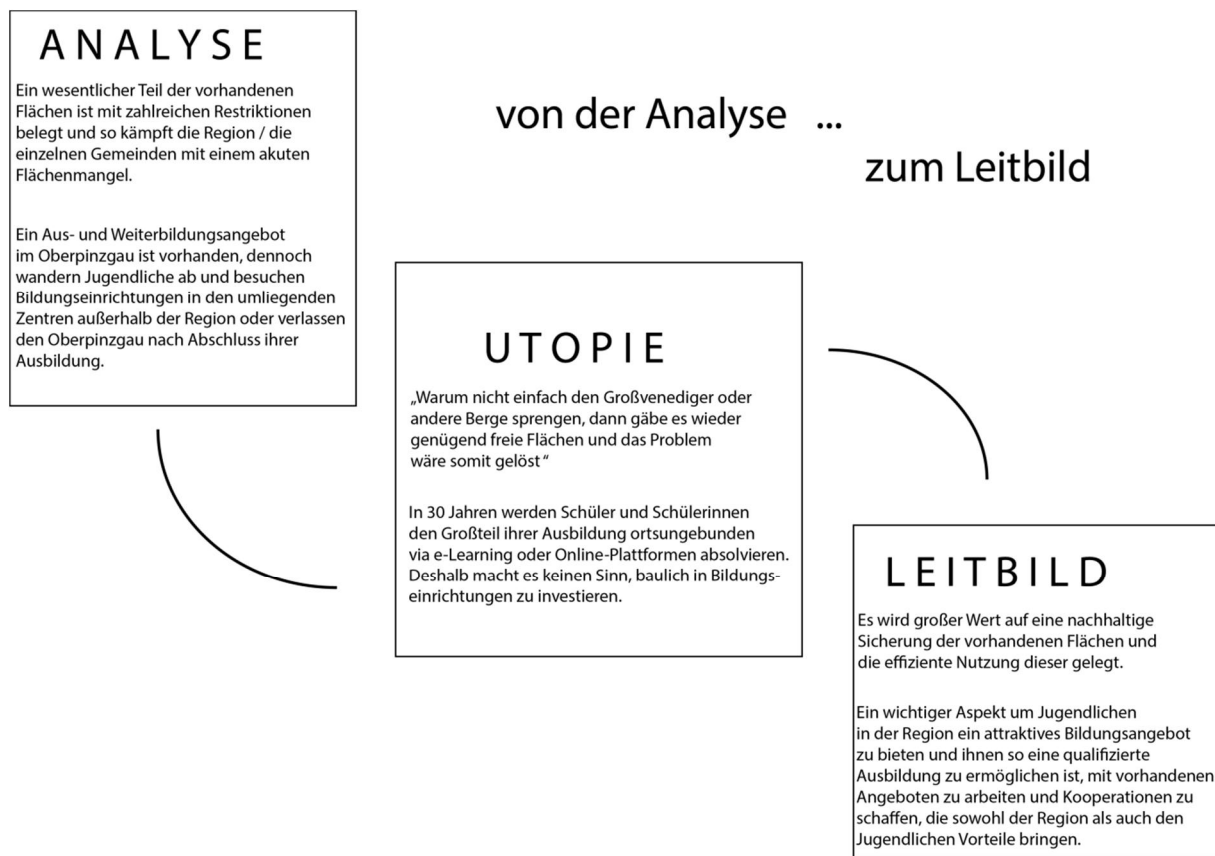 ANALYSE
Ein wesentlicher Teil der vorhandenen
Flächen ist mit zahlreichen Restriktionen
belegt und so kämpft die Region / die
einzelnen Gemeinden mit einem akuten
Flächenmangel.
Ein Aus- und Weiterbildungsangebot
im Oberpinzgau ist vorhanden, dennoch
wandern Jugendliche ab und besuchen
Bildungseinrichtungen in den umliegenden
Zentren außerhalb der Region oder verlassen
den Oberpinzgau nach Abschluss ihrer
Ausbildung.
von der Analyse ...
zum Leitbild
UTOPIE
„Warum nicht einfach den Großvenediger oder
andere Berge sprengen, dann gäbe es wieder
genügend freie Flächen und das Problem
wäre somit gelöst“
In 30 Jahren werden Schüler und Schülerinnen
den Großteil ihrer Ausbildung ortsungebunden
via e-Learning oder Online-Plattformen absolvieren.
Deshalb macht es keinen Sinn, baulich in Bildungs-
einrichtungen zu investieren.
LEITBILD
Es wird großer Wert auf eine nachhaltige
Sicherung der vorhandenen Flächen und
die effiziente Nutzung dieser gelegt.
Ein wichtiger Aspekt um Jugendlichen
in der Region ein attraktives Bildungsangebot
zu bieten und ihnen so eine qualifizierte
Ausbildung zu ermöglichen ist, mit vorhandenen
Angeboten zu arbeiten und Kooperationen zu
schaffen, die sowohl der Region als auch den
Jugendlichen Vorteile bringen.